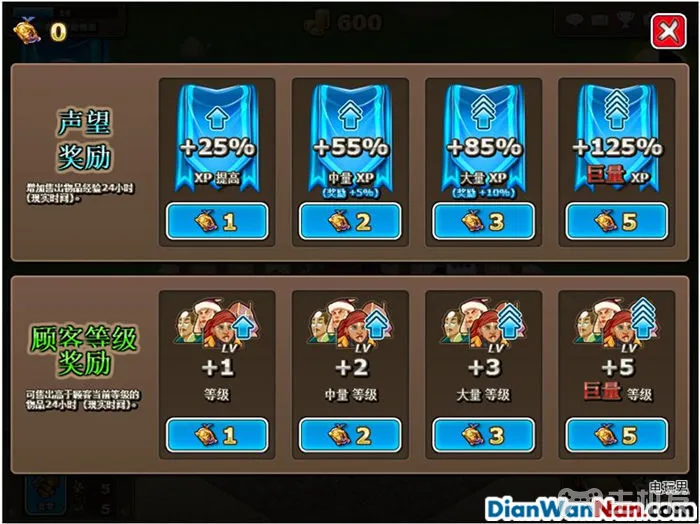 0
600
声望
奖励
增加售出物品经验24小时
(现实时间)。
+25%
XP 提高
1
+55%
中量 XP
(奖励 +5%)
2
+85%
大量 XP
(奖励 +10%)
3
+125%
巨量 XP
5
顾客等级
奖励
可售出高于顾客当前等级的
物品24小时 (现实时间)。
LV
+1
等级
1
LV
+2
中量 等级
2
LV
+3
大量 等级
3
LV
+5
巨量 等级
5
5
5
电玩男
DianWanNan.com